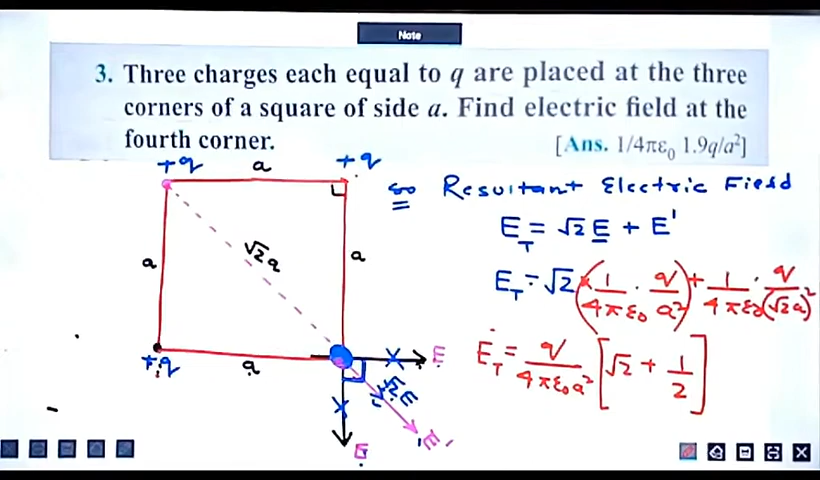 Note
3. Three charges each equal to q are placed at the three
corners of a square of side a. Find electric field at the
fourth corner. [Ans. 1/4πε₀ 1.9q/a²]
+q a +q
so Resultant Electric Field
E_T = √2 E + E'
a √2a a
E_T = √2 (1/4πε₀ · q/a²) + 1/4πε₀ · q/(√2a)²
E_T = q/4πε₀a² [√2 + 1/2]
+q a E
√2E
E'
E